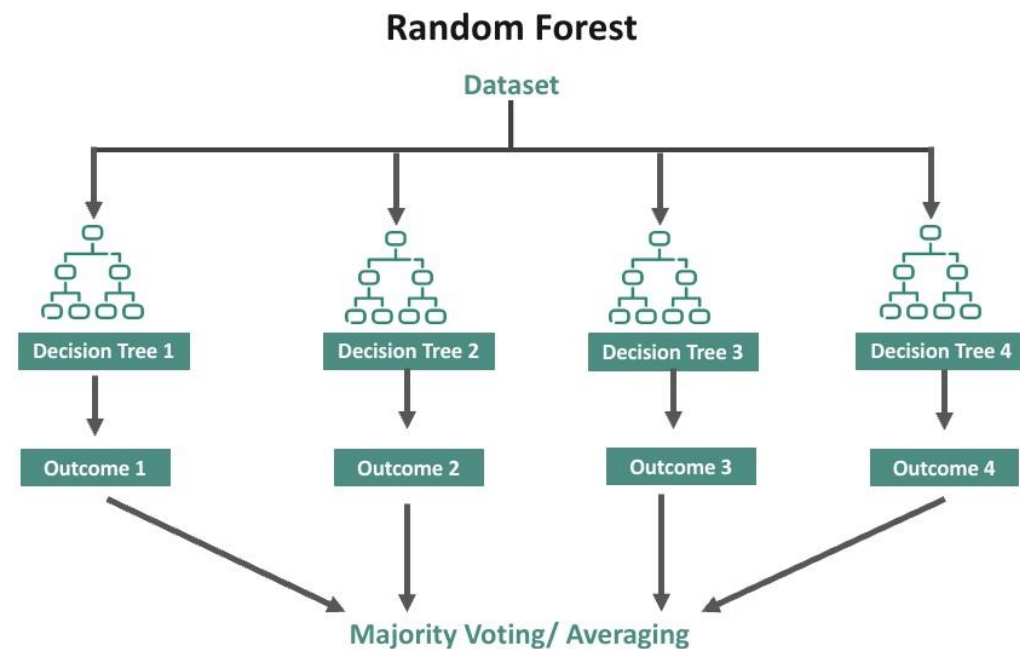 Random Forest
Dataset
Decision Tree 1
Decision Tree 2
Decision Tree 3
Decision Tree 4
Outcome 1
Outcome 2
Outcome 3
Outcome 4
Majority Voting/ Averaging